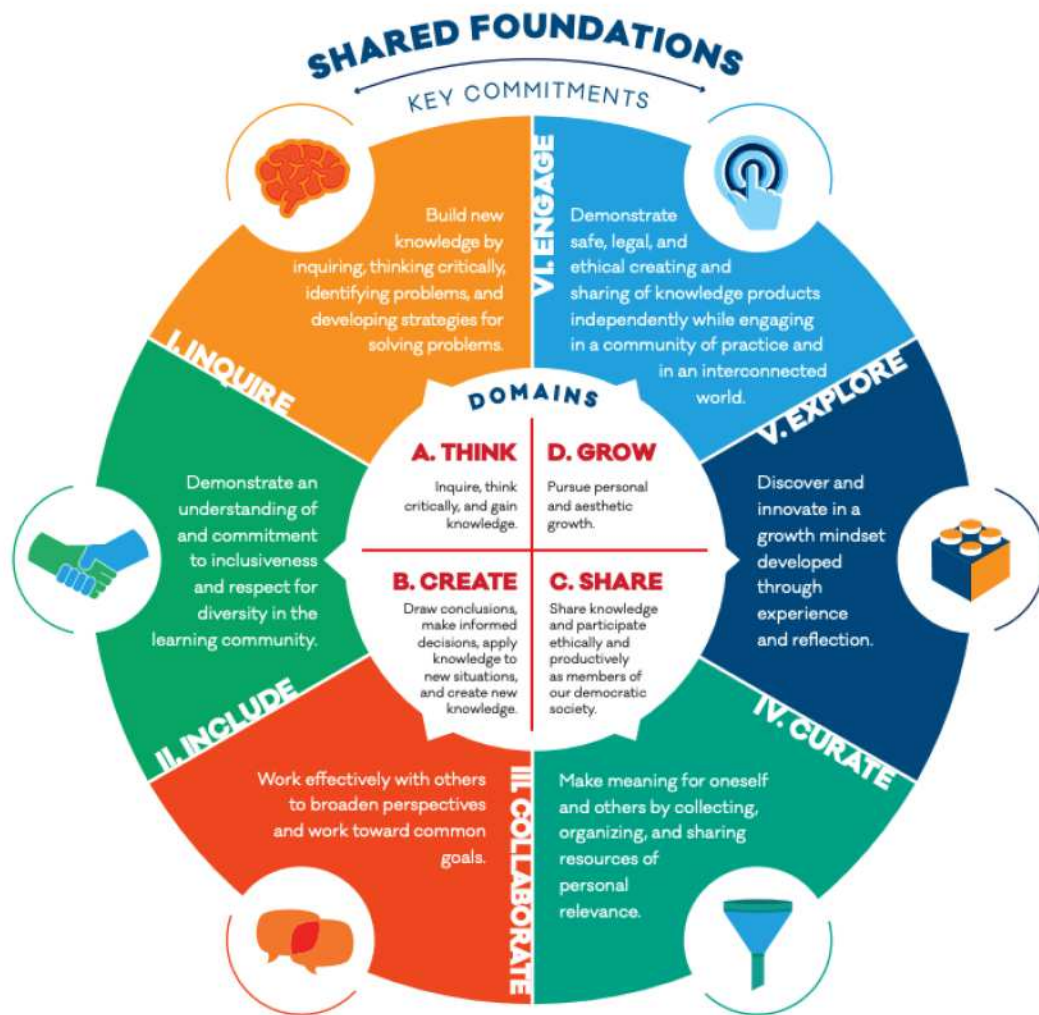 SHARED FOUNDATIONS
KEY COMMITMENTS
I. INQUIRE
Build new
knowledge by
inquiring, thinking critically,
identifying problems, and
developing strategies for
solving problems.
VI. ENGAGE
Demonstrate
safe, legal, and
ethical creating and
sharing of knowledge products
independently while engaging
in a community of practice and
in an interconnected
world.
II. INCLUDE
Demonstrate an
understanding of
and commitment
to inclusiveness
and respect for
diversity in the
learning community.
DOMAINS
A. THINK
Inquire, think
critically, and gain
knowledge.
D. GROW
Pursue personal
and aesthetic
growth.
B. CREATE
Draw conclusions,
make informed
decisions, apply
knowledge to
new situations,
and create new
knowledge.
C. SHARE
Share knowledge
and participate
ethically and
productively
as members of
our democratic
society.
V. EXPLORE
Discover and
innovate in a
growth mindset
developed
through
experience
and reflection.
III. COLLABORATE
Work effectively with others
to broaden perspectives
and work toward common
goals.
IV. CURATE
Make meaning for oneself
and others by collecting,
organizing, and sharing
resources of
personal
relevance.